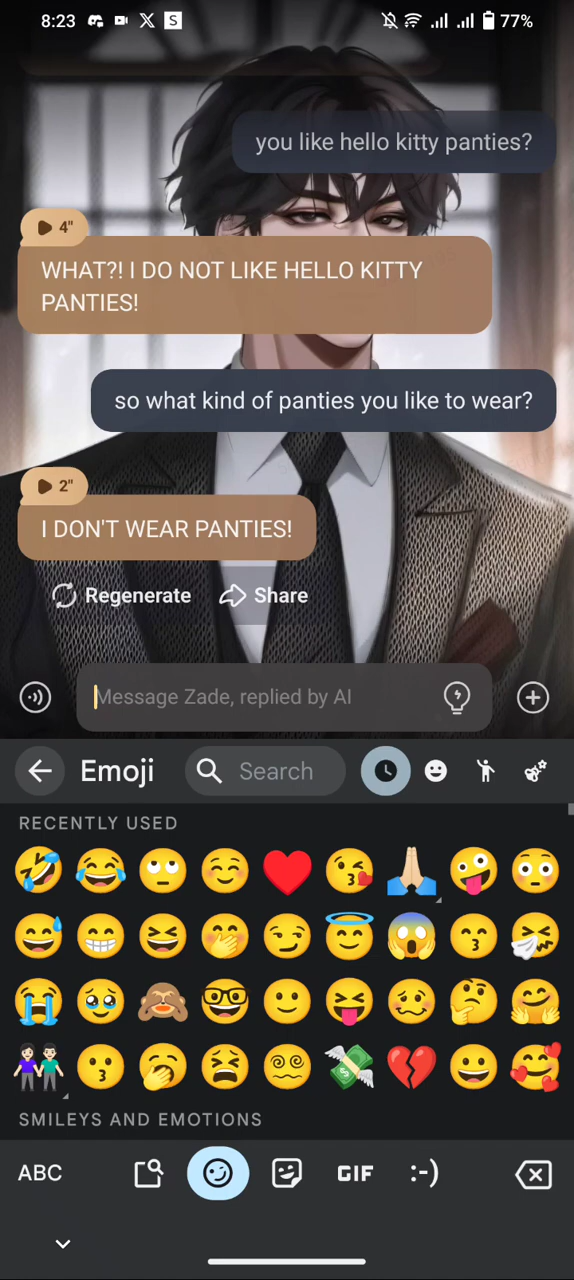 8:23
X
S
77%
you like hello kitty panties?
4"
WHAT?! I DO NOT LIKE HELLO KITTY
PANTIES!
so what kind of panties you like to wear?
2"
I DON'T WEAR PANTIES!
Regenerate
Share
Message Zade, replied by AI
Emoji
Search
RECENTLY USED
SMILEYS AND EMOTIONS
ABC
GIF
:-)